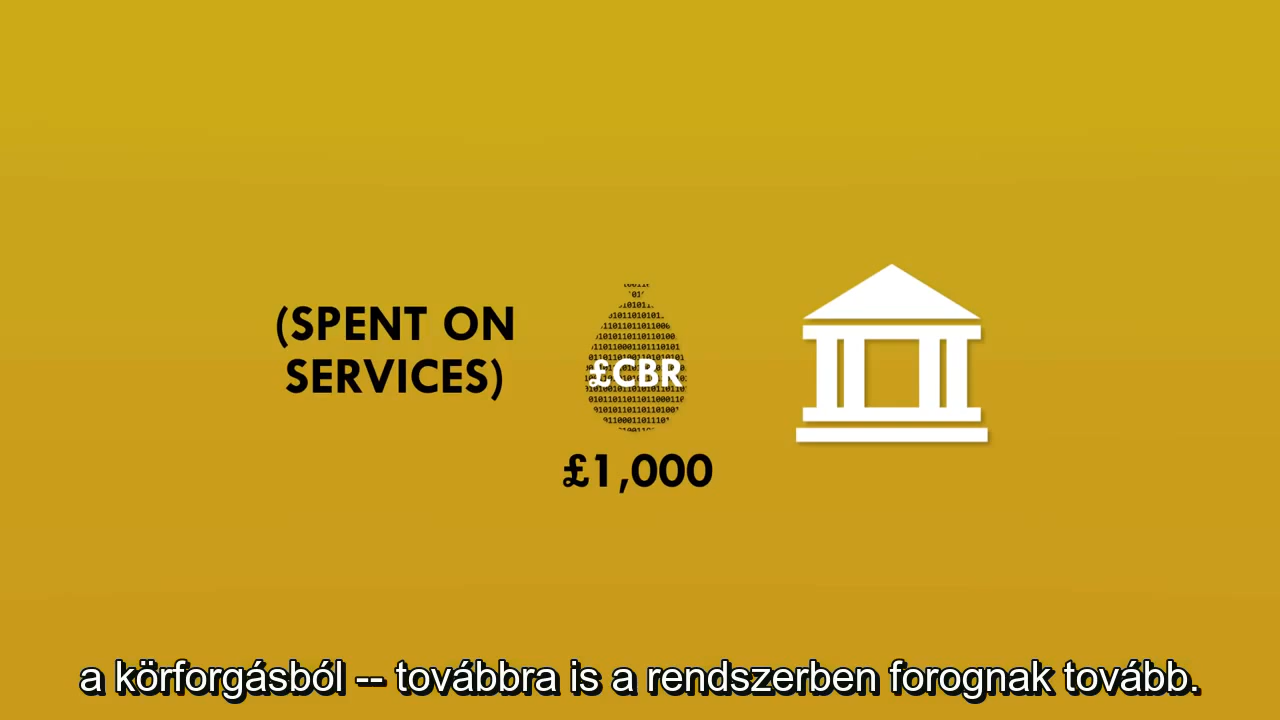 (SPENT ON
SERVICES)
£CBR
£1,000
a körforgásból -- továbbra is a rendszerben forognak tovább.